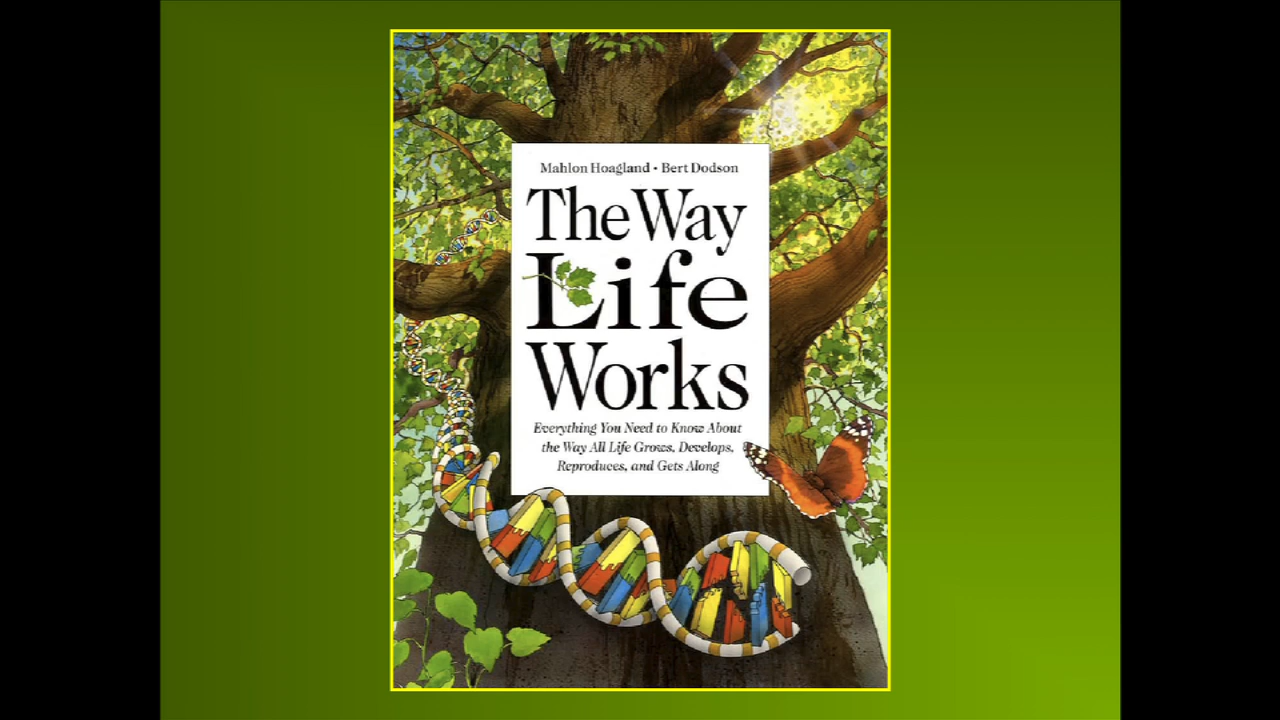 Mahlon Hoagland • Bert Dodson
The Way
Life
Works
Everything You Need to Know About
the Way All Life Grows, Develops,
Reproduces, and Gets Along